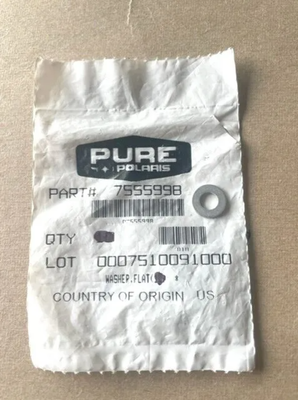 PURE
POLARIS
PART# 7555998
QTY
LOT 0007510091000
WASHER,FLAT(
COUNTRY OF ORIGIN US